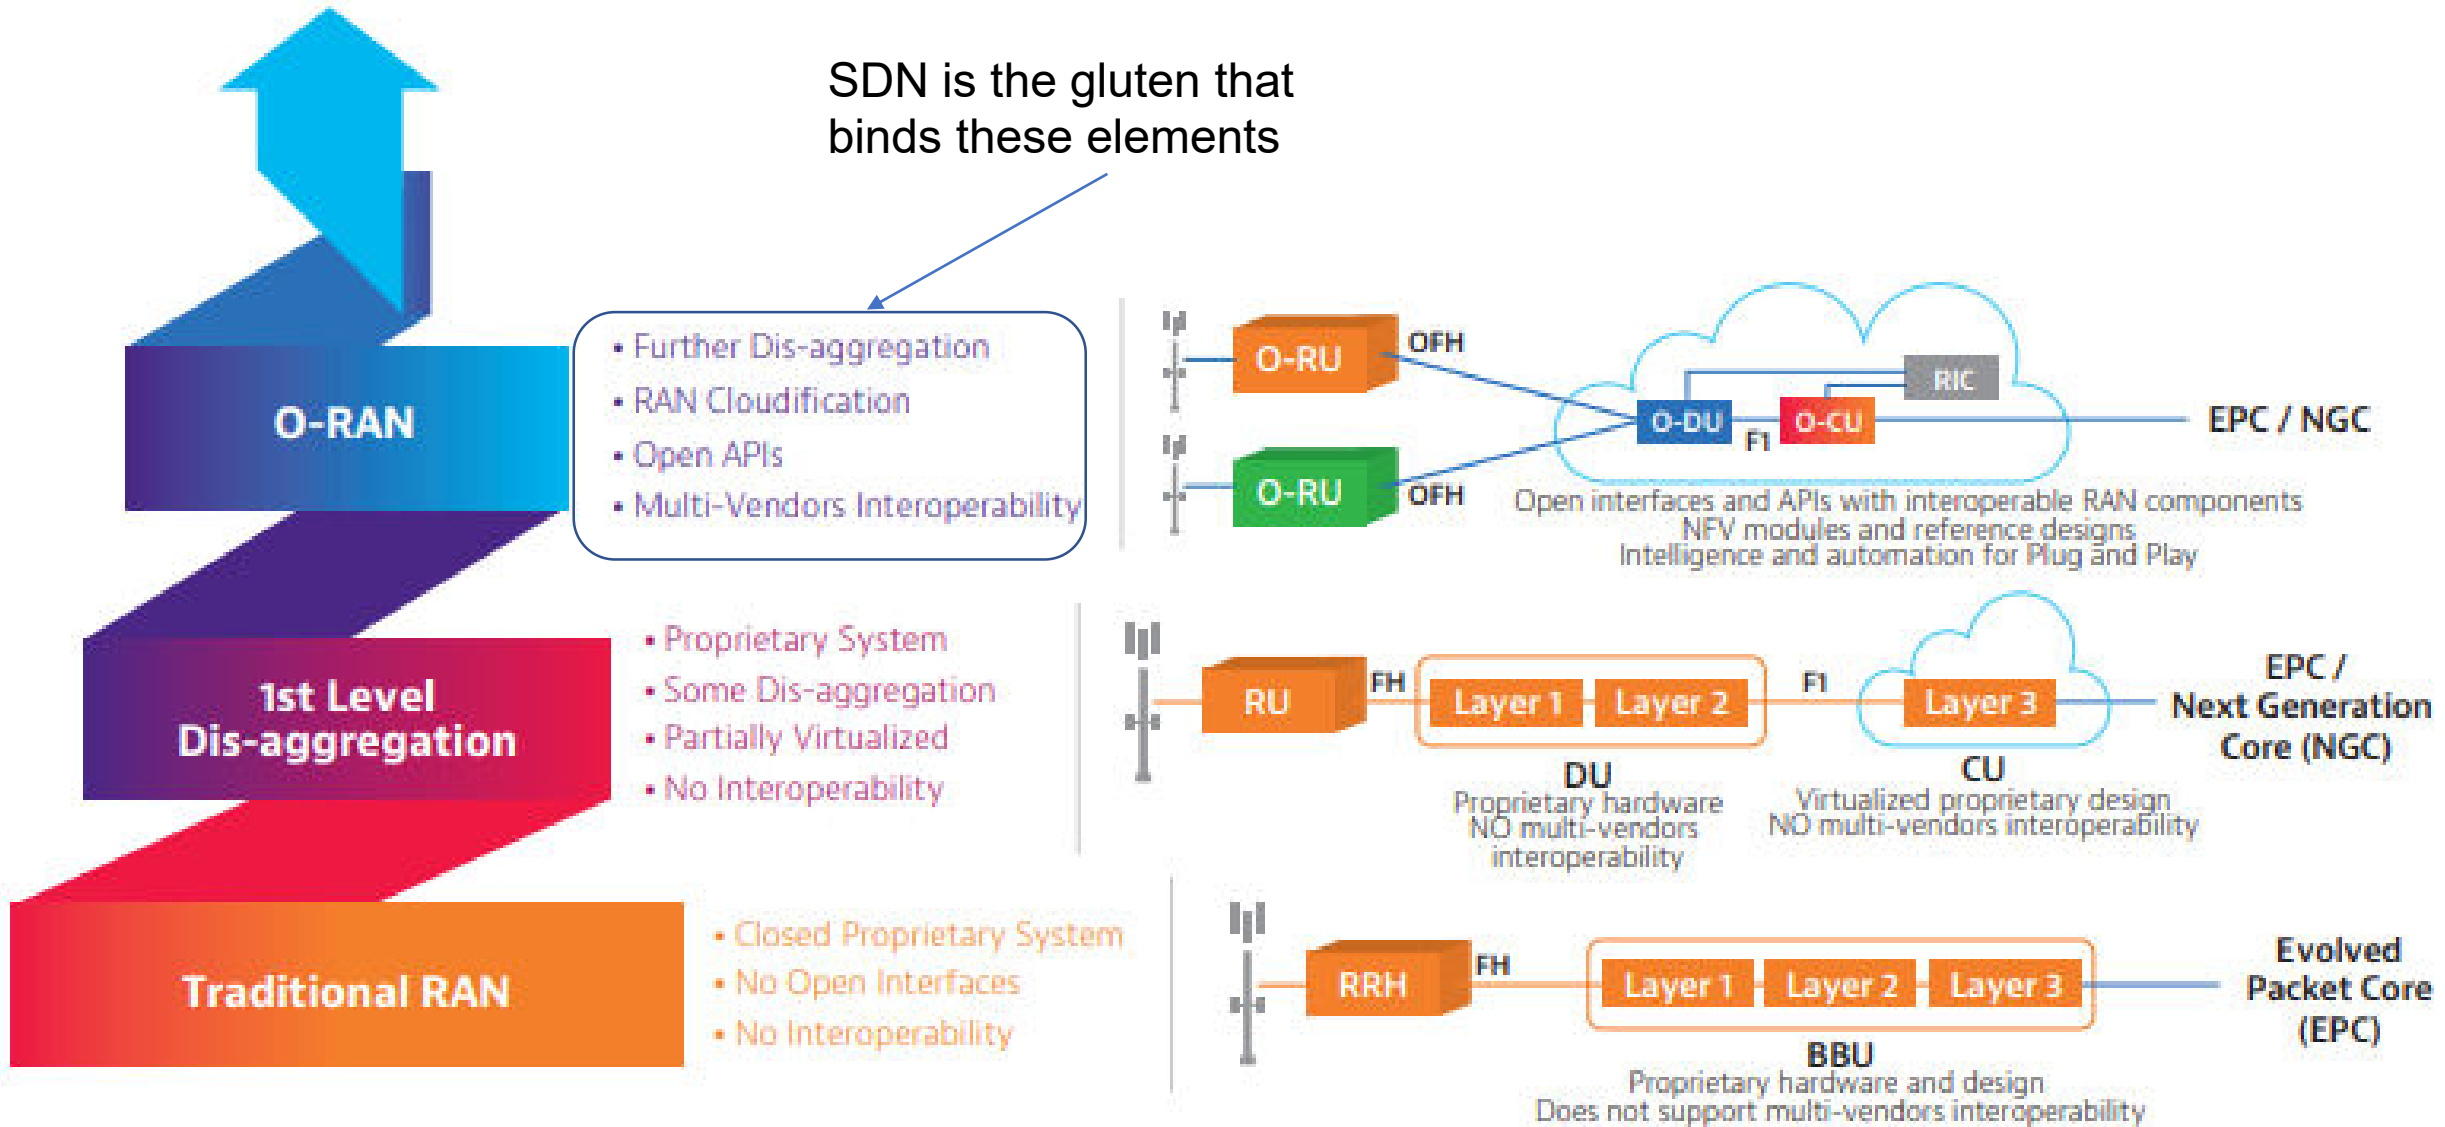 SDN is the gluten that
binds these elements
O-RAN
• Further Dis-aggregation
• RAN Cloudification
• Open APIs
• Multi-Vendors Interoperability
O-RU
OFH
O-RU
OFH
O-DU
F1
O-CU
RIC
EPC / NGC
Open interfaces and APIs with interoperable RAN components
NFV modules and reference designs
Intelligence and automation for Plug and Play
1st Level
Dis-aggregation
• Proprietary System
• Some Dis-aggregation
• Partially Virtualized
• No Interoperability
RU
FH
Layer 1
Layer 2
DU
Proprietary hardware
NO multi-vendors
interoperability
F1
Layer 3
CU
Virtualized proprietary design
NO multi-vendors interoperability
EPC /
Next Generation
Core (NGC)
Traditional RAN
• Closed Proprietary System
• No Open Interfaces
• No Interoperability
RRH
FH
Layer 1
Layer 2
Layer 3
BBU
Proprietary hardware and design
Does not support multi-vendors interoperability
Evolved
Packet Core
(EPC)